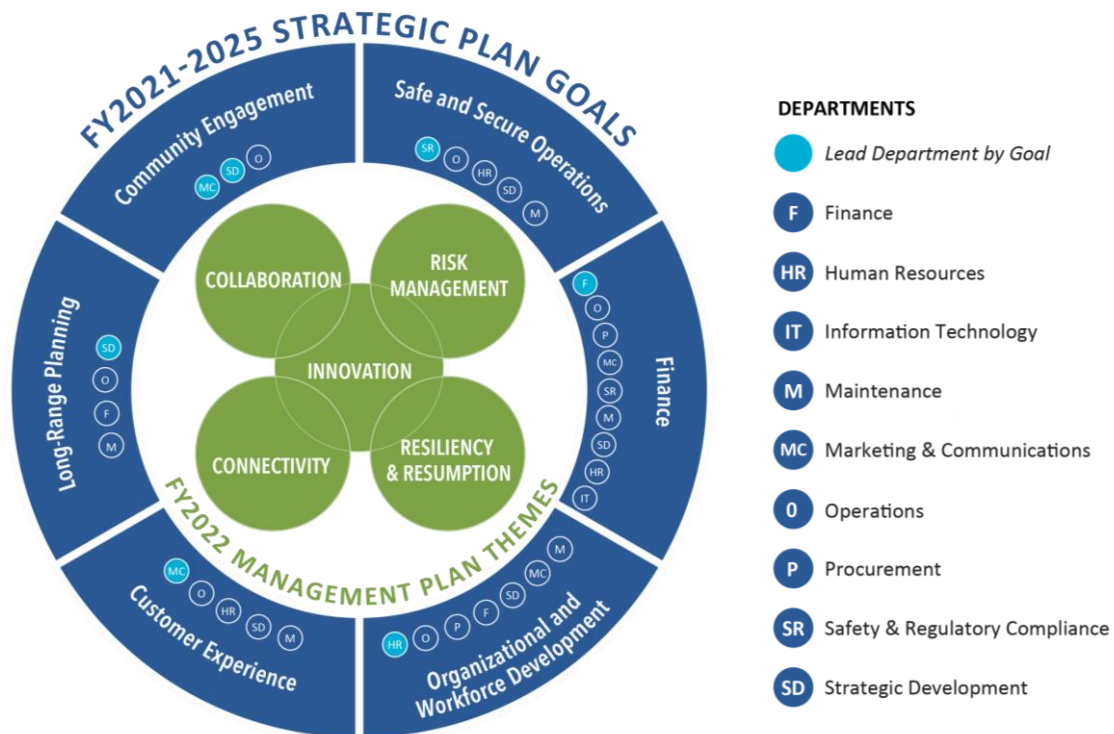 FY2021-2025 STRATEGIC PLAN GOALS
Community Engagement
MC
SD
O
Safe and Secure Operations
SR
O
HR
SD
M
Finance
F
O
P
MC
SR
M
SD
HR
IT
Organizational and
Workforce Development
HR
O
P
F
SD
MC
M
Customer Experience
MC
O
HR
SD
M
Long-Range Planning
SD
O
F
M
COLLABORATION
RISK
MANAGEMENT
INNOVATION
CONNECTIVITY
RESILIENCY
& RESUMPTION
FY2022 MANAGEMENT PLAN THEMES
DEPARTMENTS
Lead Department by Goal
F Finance
HR Human Resources
IT Information Technology
M Maintenance
MC Marketing & Communications
0 Operations
P Procurement
SR Safety & Regulatory Compliance
SD Strategic Development